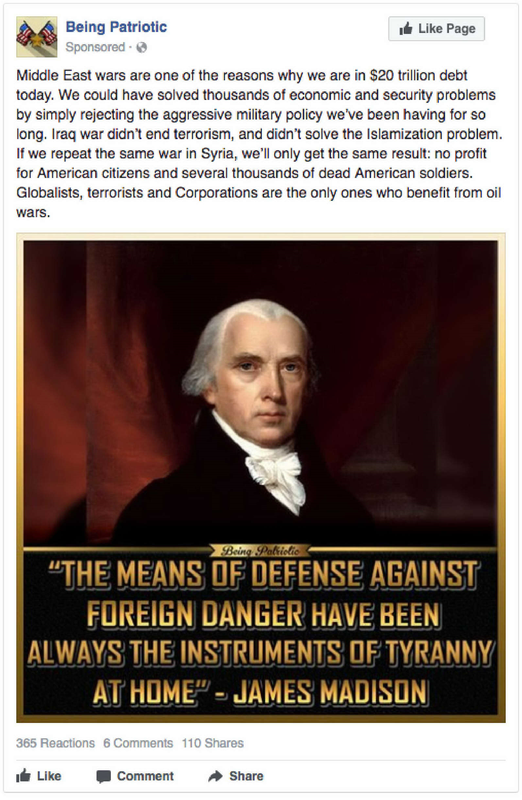 Being Patriotic
Like Page
Sponsored ·
Middle East wars are one of the reasons why we are in $20 trillion debt
today. We could have solved thousands of economic and security problems
by simply rejecting the aggressive military policy we've been having for so
long. Iraq war didn't end terrorism, and didn't solve the Islamization problem.
If we repeat the same war in Syria, we'll only get the same result: no profit
for American citizens and several thousands of dead American soldiers.
Globalists, terrorists and Corporations are the only ones who benefit from oil
wars.
Being Patriotic
"THE MEANS OF DEFENSE AGAINST
FOREIGN DANGER HAVE BEEN
ALWAYS THE INSTRUMENTS OF TYRANNY
AT HOME" - JAMES MADISON
365 Reactions 6 Comments 110 Shares
Like Comment Share